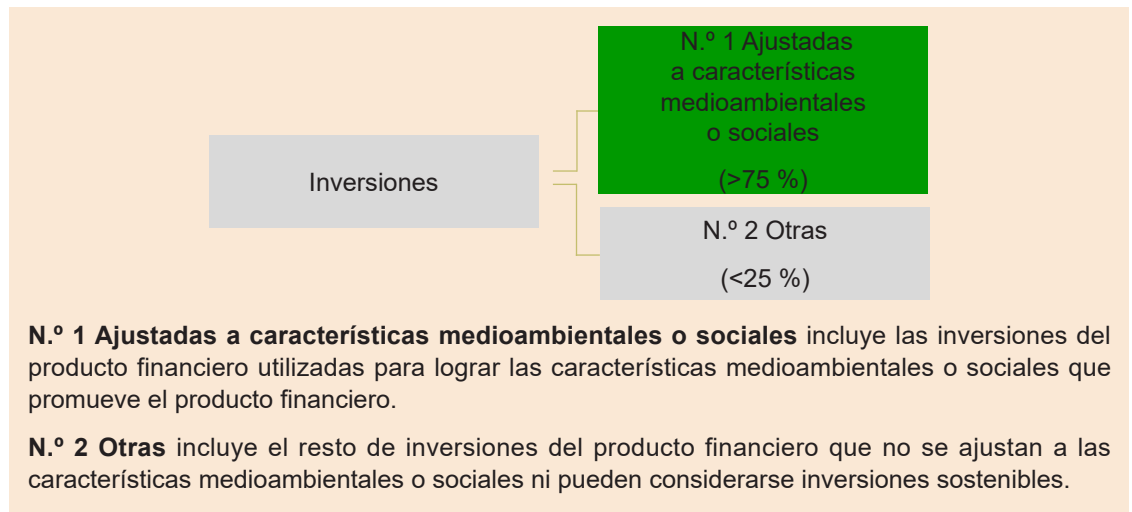 N.º 1 Ajustadas
a características
medioambientales
o sociales
(>75 %)
Inversiones
N.º 2 Otras
(<25 %)
N.º 1 Ajustadas a características medioambientales o sociales incluye las inversiones del
producto financiero utilizadas para lograr las características medioambientales o sociales que
promueve el producto financiero.
N.º 2 Otras incluye el resto de inversiones del producto financiero que no se ajustan a las
características medioambientales o sociales ni pueden considerarse inversiones sostenibles.